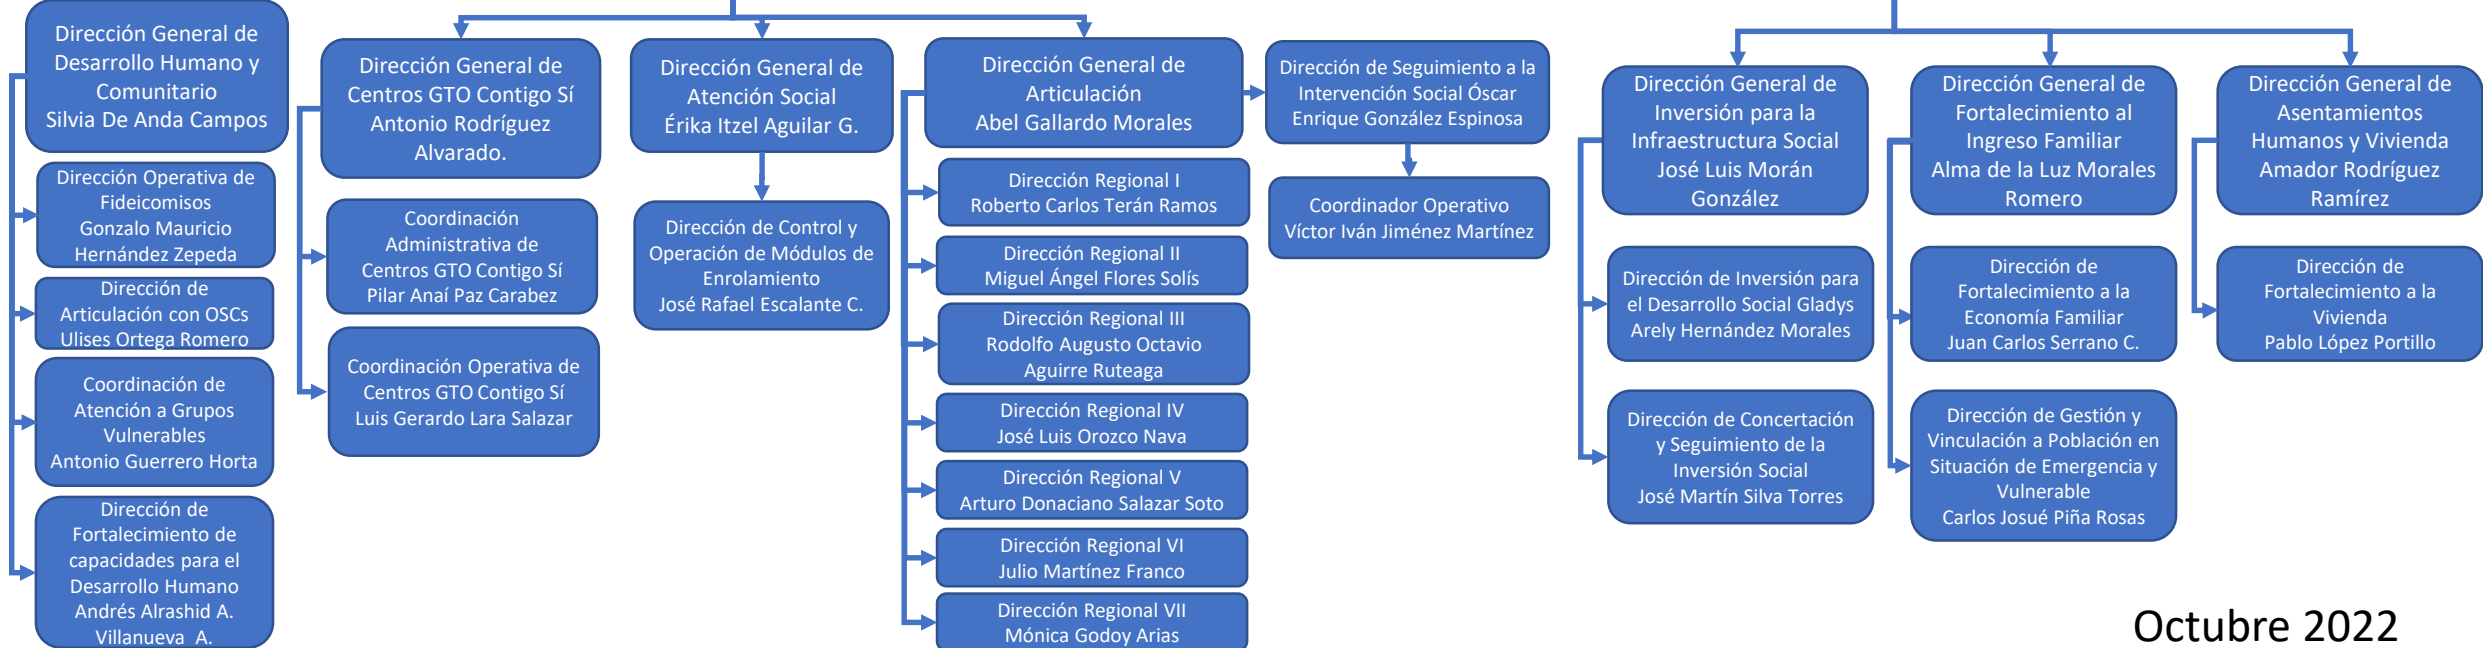 Dirección General de
Desarrollo Humano y
Comunitario
Silvia De Anda Campos
Dirección Operativa de
Fideicomisos
Gonzalo Mauricio
Hernández Zepeda
Dirección de
Articulación con OSCs
Ulises Ortega Romero
Coordinación de
Atención a Grupos
Vulnerables
Antonio Guerrero Horta
Dirección de
Fortalecimiento de
capacidades para el
Desarrollo Humano
Andrés Alrashid A.
Villanueva A.
Dirección General de
Centros GTO Contigo Sí
Antonio Rodríguez
Alvarado.
Coordinación
Administrativa de
Centros GTO Contigo Sí
Pilar Anaí Paz Carabez
Coordinación Operativa de
Centros GTO Contigo Sí
Luis Gerardo Lara Salazar
Dirección General de
Atención Social
Érika Itzel Aguilar G.
Dirección de Control y
Operación de Módulos de
Enrolamiento
José Rafael Escalante C.
Dirección General de
Articulación
Abel Gallardo Morales
Dirección Regional I
Roberto Carlos Terán Ramos
Dirección Regional II
Miguel Ángel Flores Solís
Dirección Regional III
Rodolfo Augusto Octavio
Aguirre Ruteaga
Dirección Regional IV
José Luis Orozco Nava
Dirección Regional V
Arturo Donaciano Salazar Soto
Dirección Regional VI
Julio Martínez Franco
Dirección Regional VII
Mónica Godoy Arias
Dirección de Seguimiento a la
Intervención Social Óscar
Enrique González Espinosa
Coordinador Operativo
Víctor Iván Jiménez Martínez
Dirección General de
Inversión para la
Infraestructura Social
José Luis Morán
González
Dirección de Inversión para
el Desarrollo Social Gladys
Arely Hernández Morales
Dirección de Concertación
y Seguimiento de la
Inversión Social
José Martín Silva Torres
Dirección General de
Fortalecimiento al
Ingreso Familiar
Alma de la Luz Morales
Romero
Dirección de
Fortalecimiento a la
Economía Familiar
Juan Carlos Serrano C.
Dirección de Gestión y
Vinculación a Población en
Situación de Emergencia y
Vulnerable
Carlos Josué Piña Rosas
Dirección General de
Asentamientos
Humanos y Vivienda
Amador Rodríguez
Ramírez
Dirección de
Fortalecimiento a la
Vivienda
Pablo López Portillo
Octubre 2022